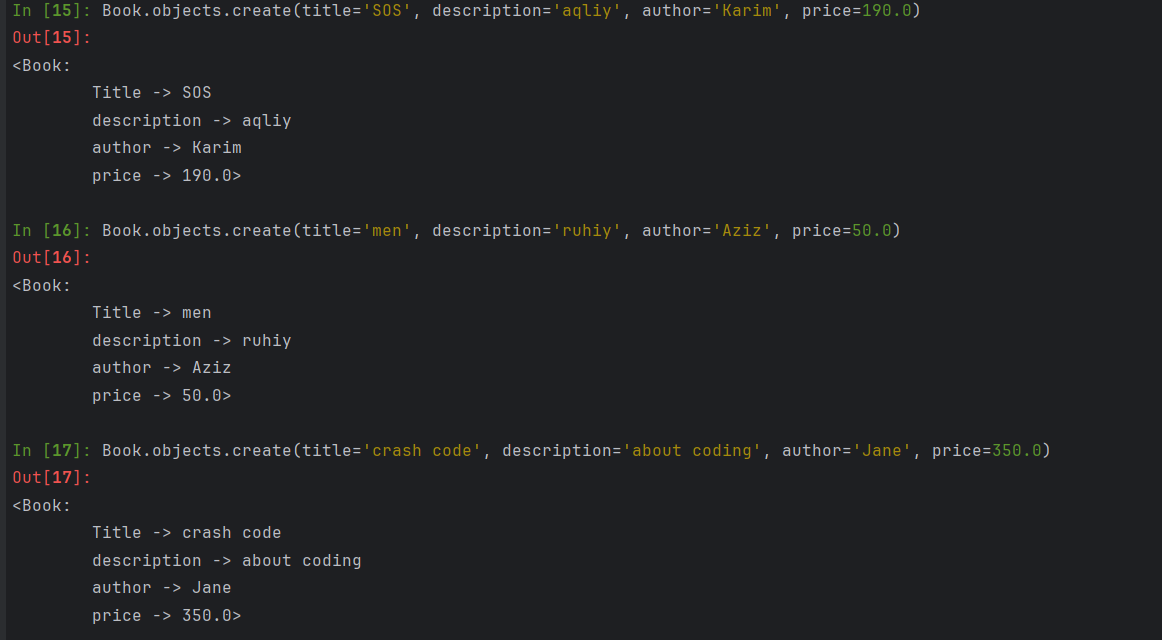 In [15]: Book.objects.create(title='SOS', description='aqliy', author='Karim', price=190.0)
Out[15]:
<Book:
        Title -> SOS
        description -> aqliy
        author -> Karim
        price -> 190.0>

In [16]: Book.objects.create(title='men', description='ruhiy', author='Aziz', price=50.0)
Out[16]:
<Book:
        Title -> men
        description -> ruhiy
        author -> Aziz
        price -> 50.0>

In [17]: Book.objects.create(title='crash code', description='about coding', author='Jane', price=350.0)
Out[17]:
<Book:
        Title -> crash code
        description -> about coding
        author -> Jane
        price -> 350.0>